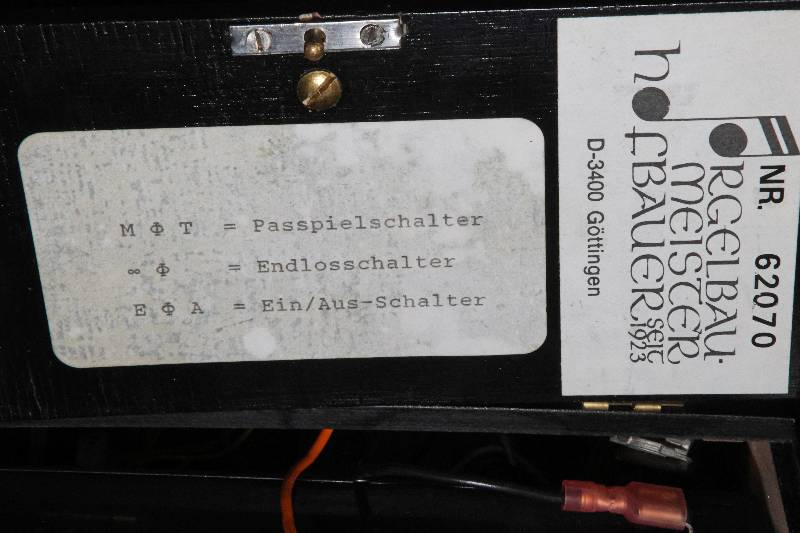 M Φ T = Passpielschalter
∞ Φ = Endlosschalter
E Φ A = Ein/Aus-Schalter
ORGELBAU-
MEISTER
hOFBAUER SEIT 1923
D-3400 Göttingen
NR. 62070